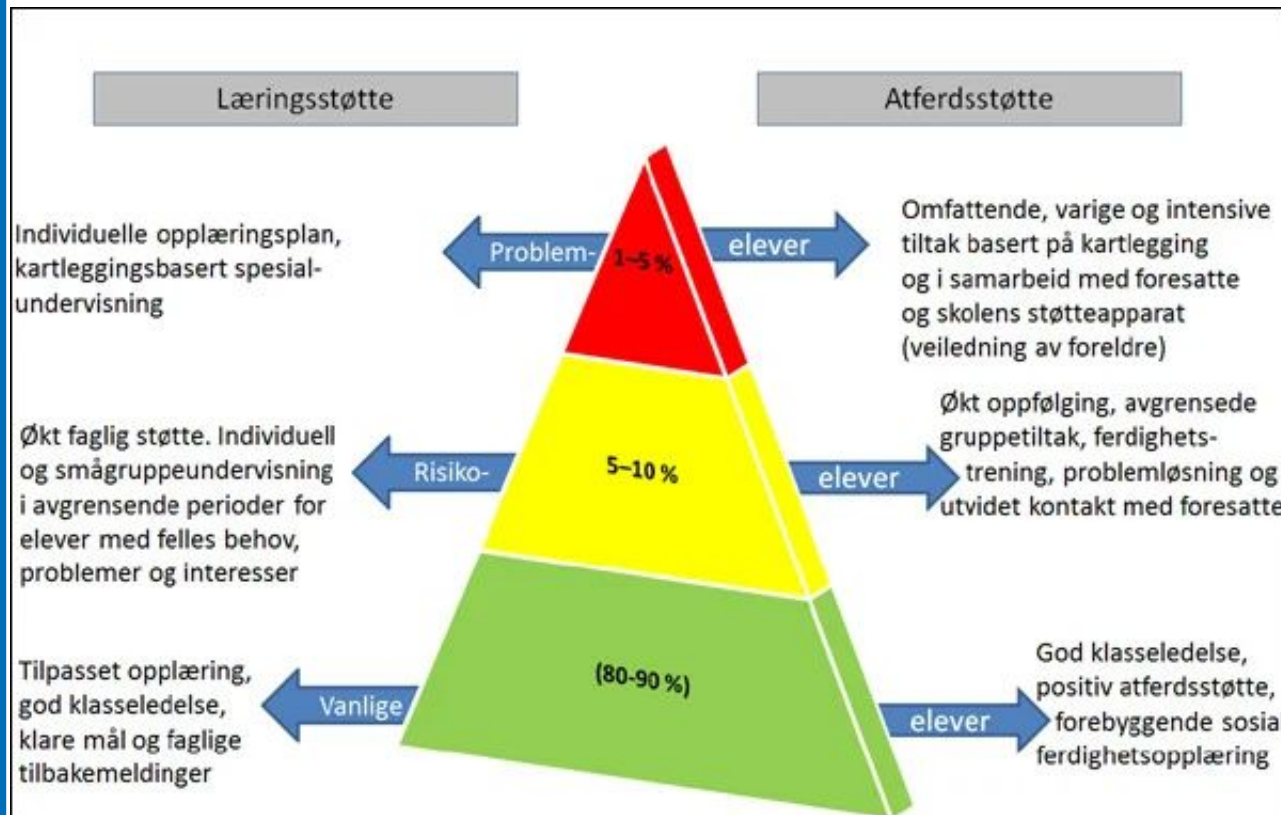 Læringsstøtte
Atferdsstøtte
Individuelle opplæringsplan,
kartleggingsbasert spesial-
undervisning
Problem-
1–5 %
elever
Omfattende, varige og intensive
tiltak basert på kartlegging
og i samarbeid med foresatte
og skolens støtteapparat
(veiledning av foreldre)
Økt faglig støtte. Individuell
og smågruppeundervisning
i avgrensende perioder for
elever med felles behov,
problemer og interesser
Risiko-
5–10 %
elever
Økt oppfølging, avgrensede
gruppetiltak, ferdighets-
trening, problemløsning og
utvidet kontakt med foresatte
Tilpasset opplæring,
god klasseledelse,
klare mål og faglige
tilbakemeldinger
Vanlige
(80-90 %)
elever
God klasseledelse,
positiv atferdsstøtte,
forebyggende sosial
ferdighetsopplæring